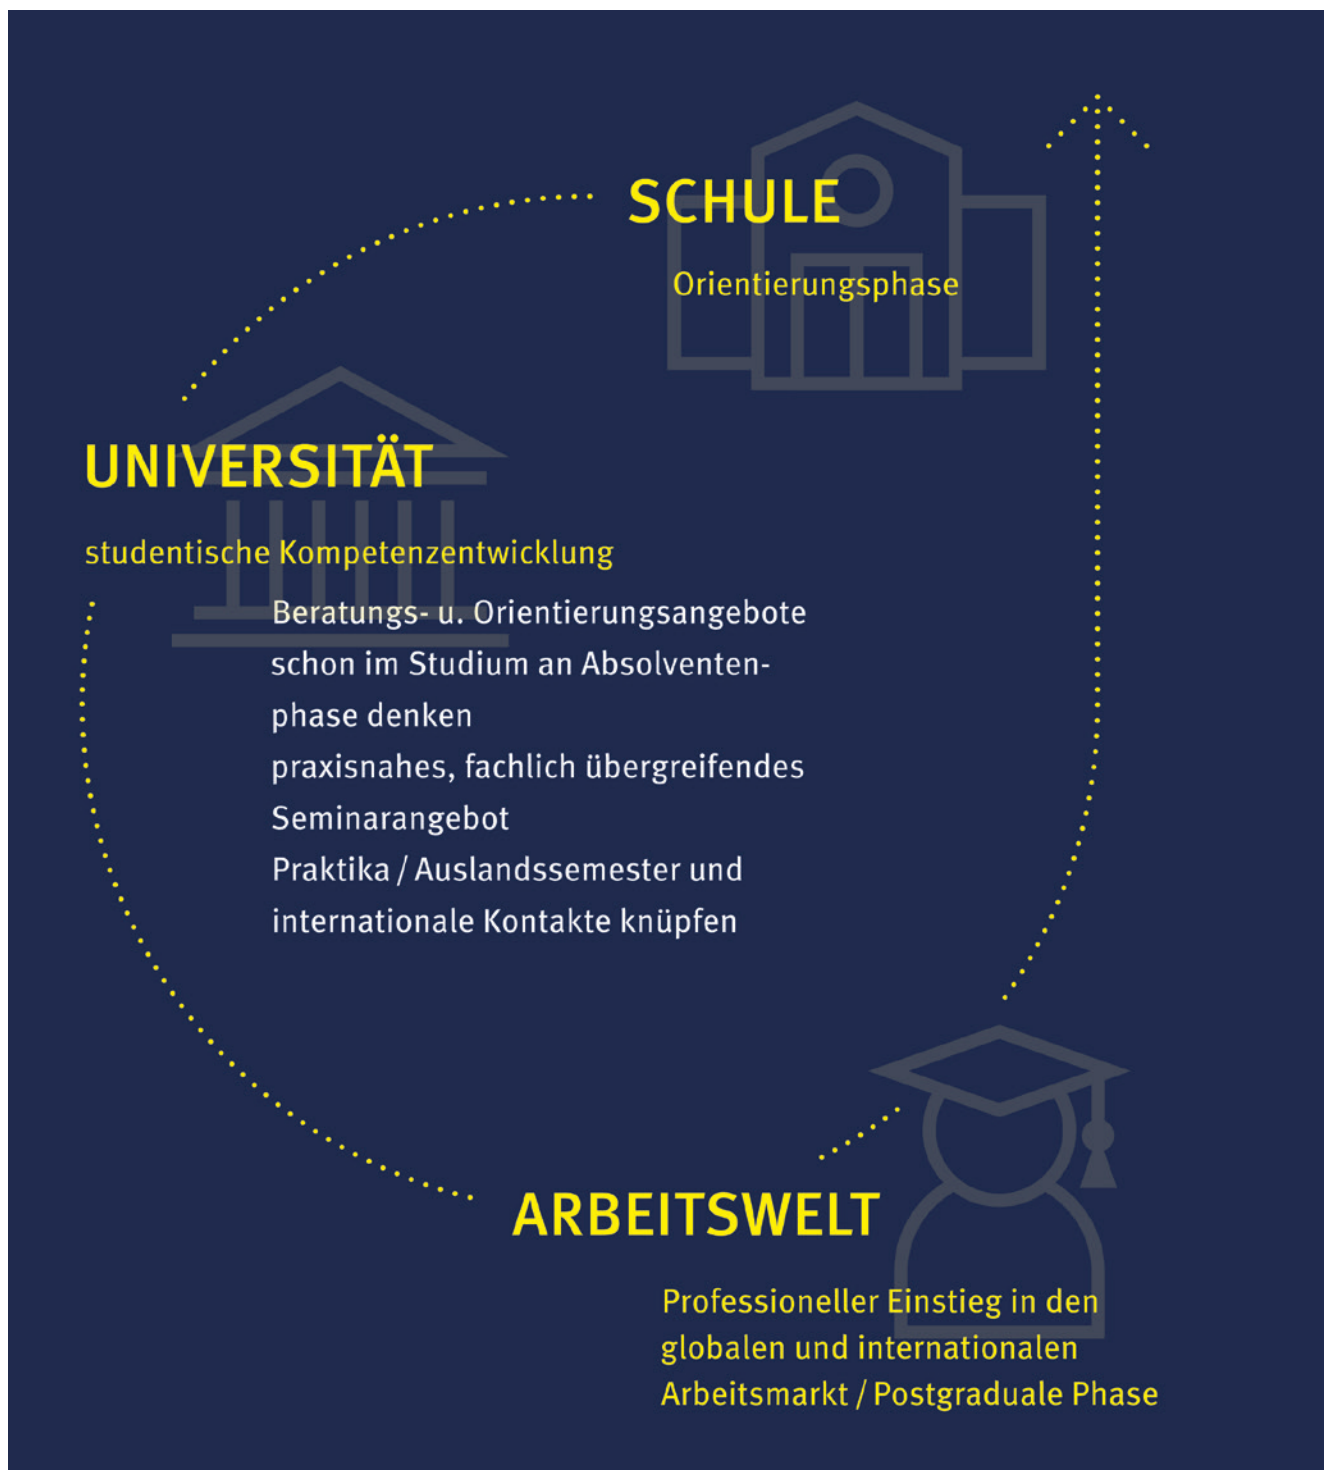 SCHULE
Orientierungsphase
UNIVERSITÄT
studentische Kompetenzentwicklung
Beratungs- u. Orientierungsangebote
schon im Studium an Absolventen-
phase denken
praxisnahes, fachlich übergreifendes
Seminarangebot
Praktika / Auslandssemester und
internationale Kontakte knüpfen
ARBEITSWELT
Professioneller Einstieg in den
globalen und internationalen
Arbeitsmarkt / Postgraduale Phase